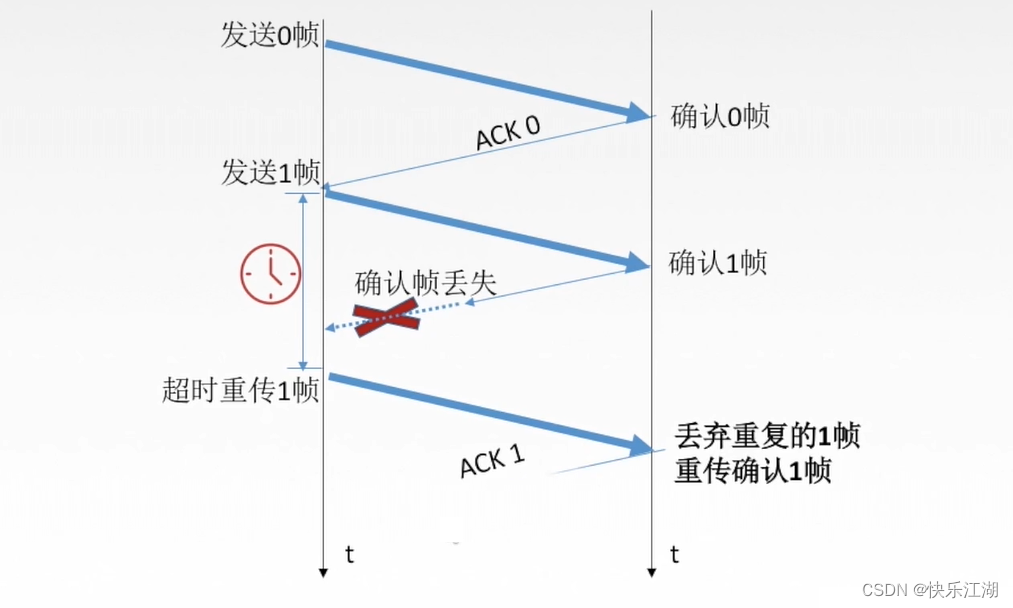 发送0帧
确认0帧
ACK 0
发送1帧
确认1帧
确认帧丢失
超时重传1帧
丢弃重复的1帧
重传确认1帧
ACK 1
t
t
CSDN @快乐江湖